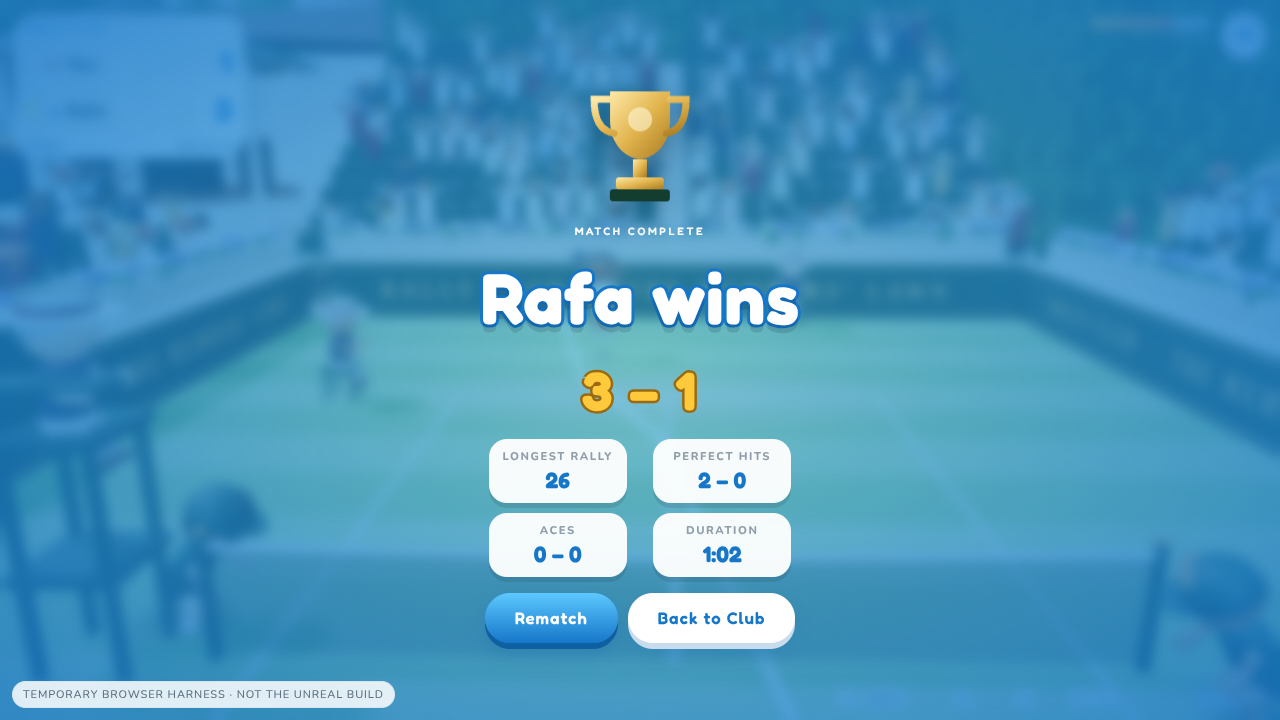 MATCH COMPLETE
Rafa wins
3 – 1
LONGEST RALLY
26
PERFECT HITS
2 – 0
ACES
0 – 0
DURATION
1:02
Rematch
Back to Club
TEMPORARY BROWSER HARNESS · NOT THE UNREAL BUILD